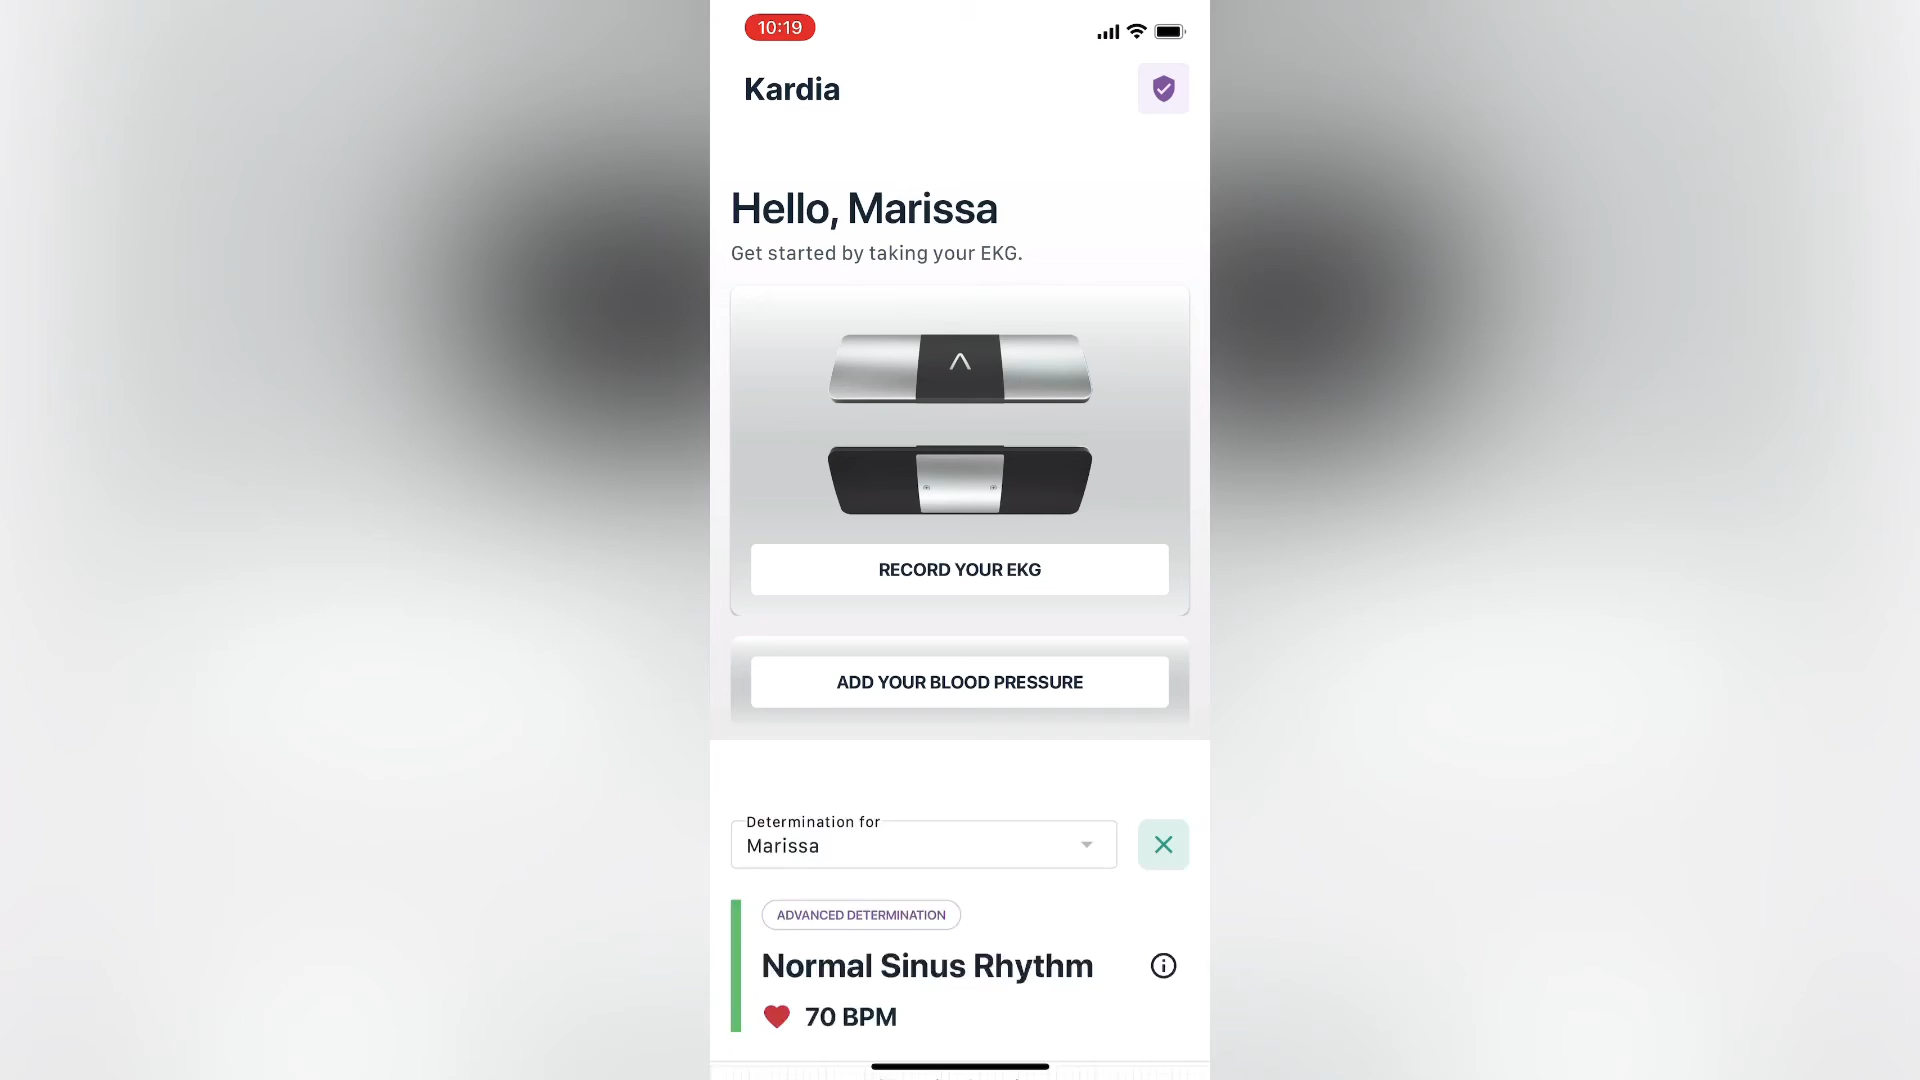 10:19
Kardia
Hello, Marissa
Get started by taking your EKG.
RECORD YOUR EKG
ADD YOUR BLOOD PRESSURE
Determination for
Marissa
ADVANCED DETERMINATION
Normal Sinus Rhythm
70 BPM